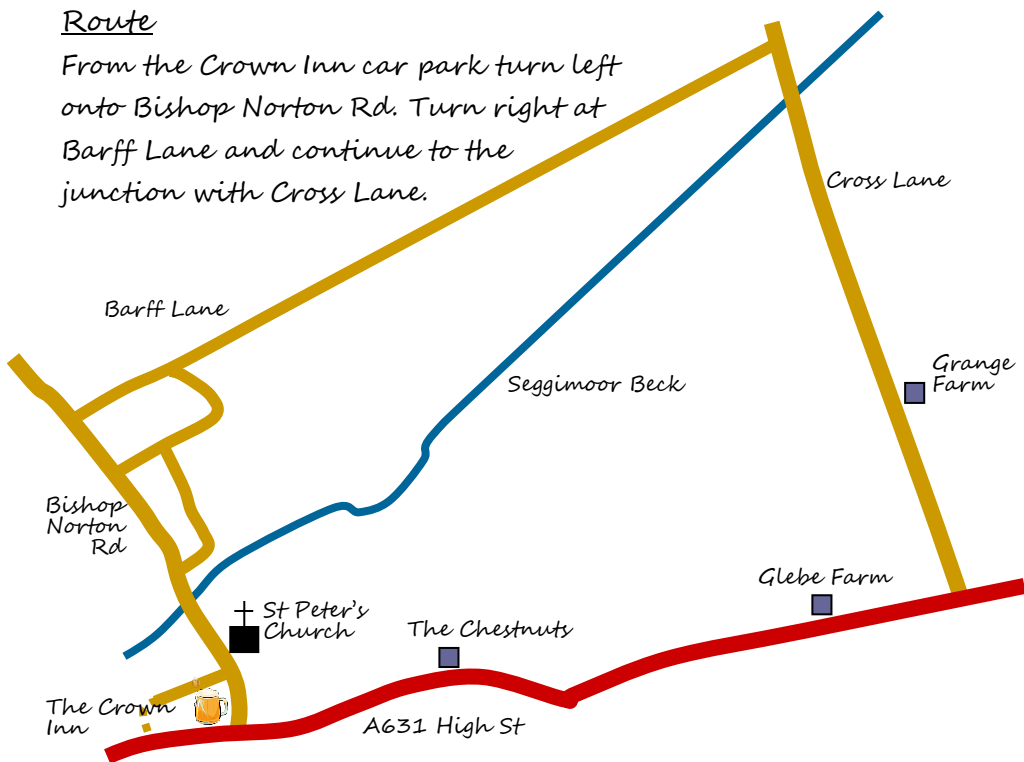 Route
From the Crown Inn car park turn left
onto Bishop Norton Rd. Turn right at
Barff Lane and continue to the
junction with Cross Lane.
Cross Lane
Barff Lane
Grange
Farm
Seggimoor Beck
Bishop
Norton
Rd
Glebe Farm
St Peter's
Church
The Chestnuts
The Crown
Inn
A631 High St